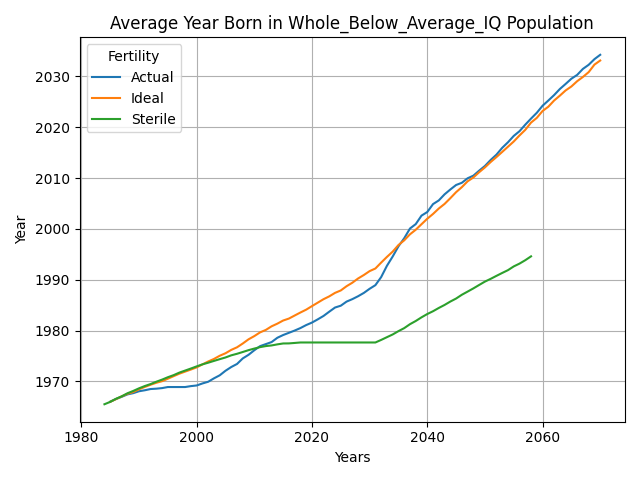 Average Year Born in Whole_Below_Average_IQ Population
Fertility
Actual
Ideal
Sterile
Year
2030
2020
2010
2000
1990
1980
1970
1980 2000 2020 2040 2060
Years